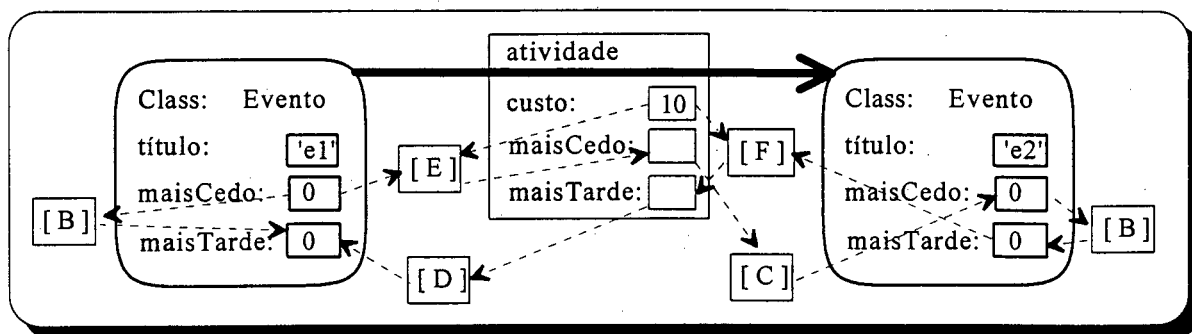 atividade
Class: Evento
título: 'e1'
maisCedo: 0
maisTarde: 0
[ B ]
[ E ]
[ D ]
custo: 10
maisCedo:
maisTarde:
[ F ]
[ C ]
Class: Evento
título: 'e2'
maisCedo: 0
maisTarde: 0
[ B ]